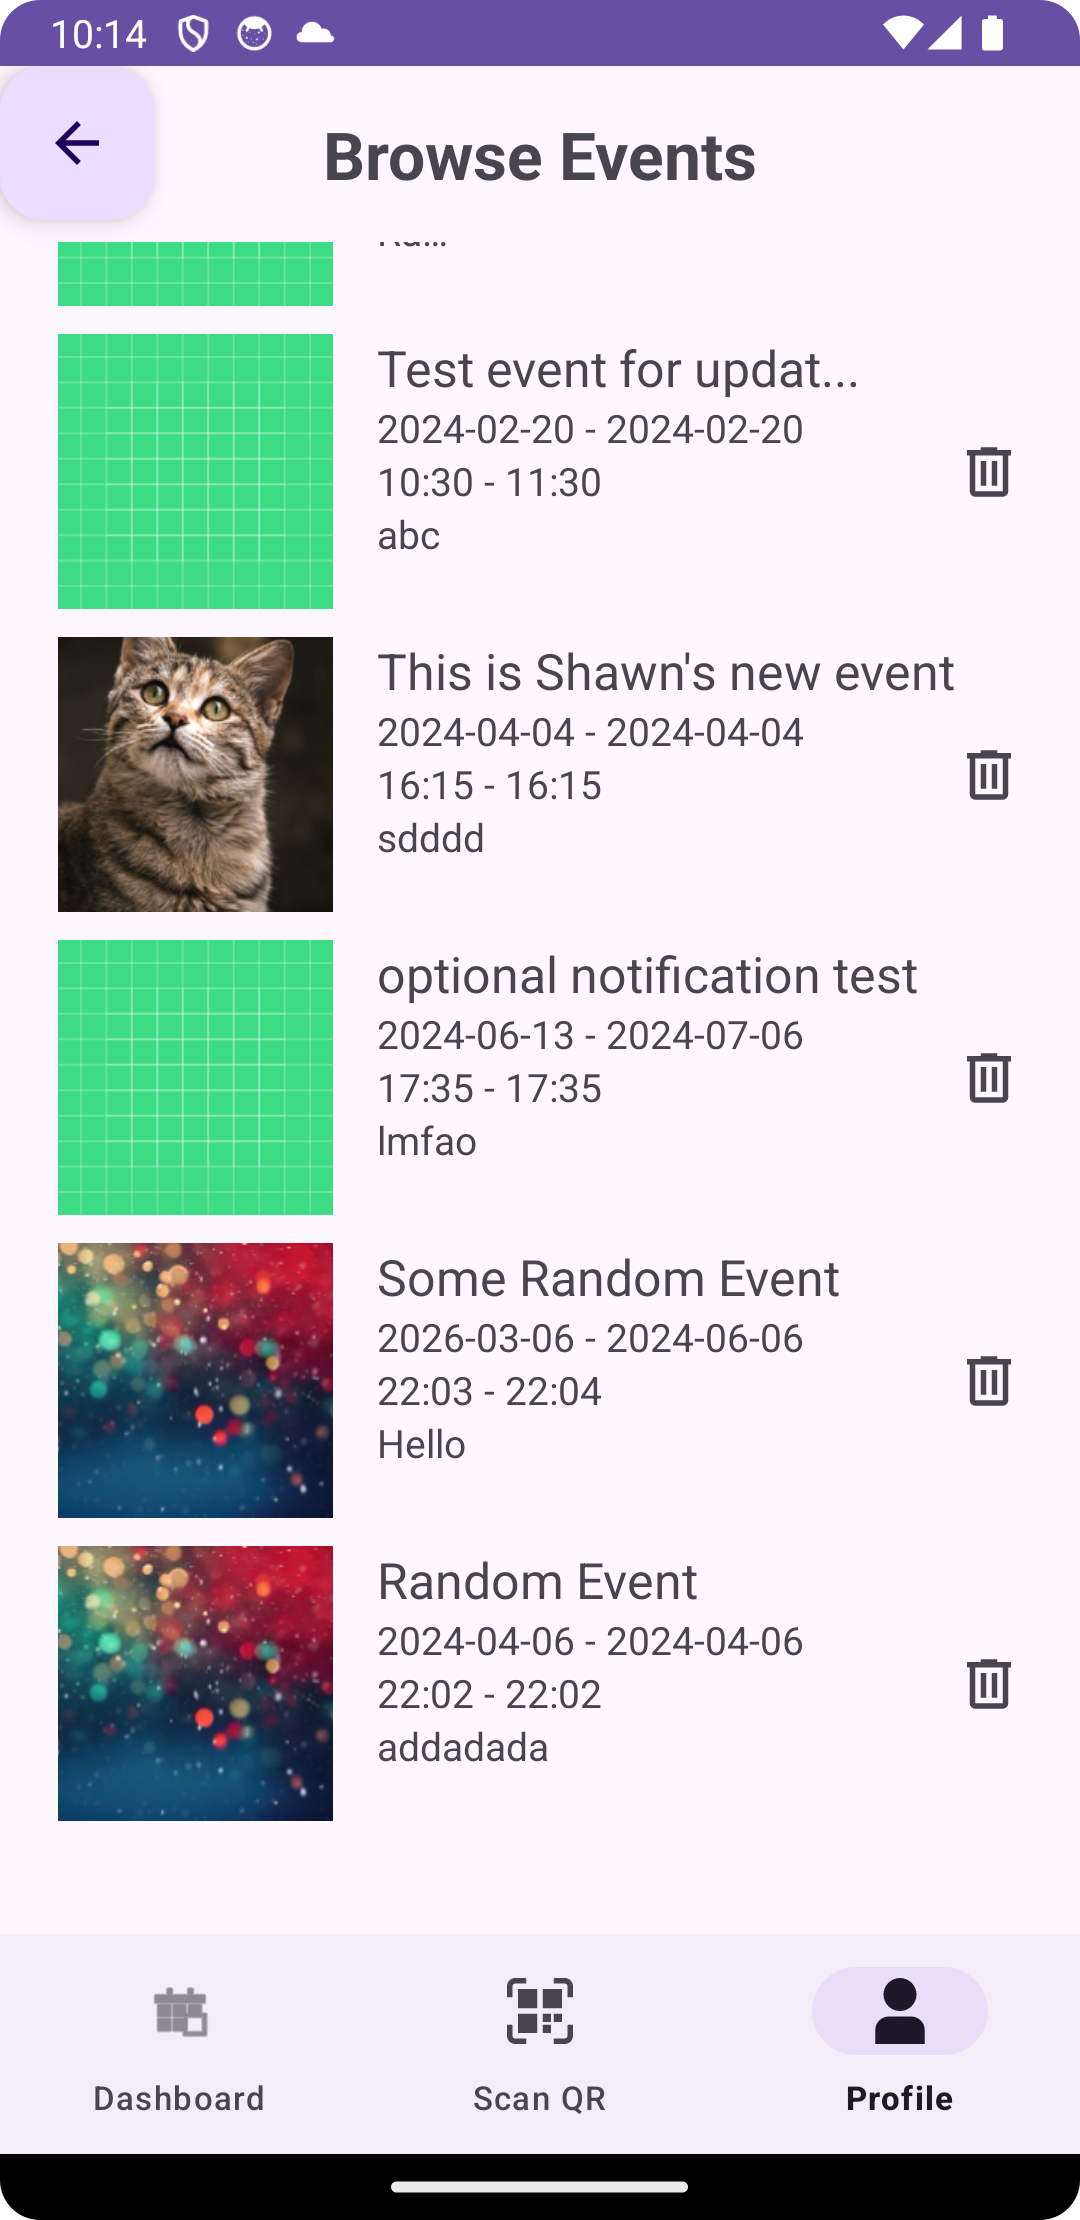 10:14
Browse Events
Test event for updat...
2024-02-20 - 2024-02-20
10:30 - 11:30
abc
This is Shawn's new event
2024-04-04 - 2024-04-04
16:15 - 16:15
sdddd
optional notification test
2024-06-13 - 2024-07-06
17:35 - 17:35
lmfao
Some Random Event
2026-03-06 - 2024-06-06
22:03 - 22:04
Hello
Random Event
2024-04-06 - 2024-04-06
22:02 - 22:02
addadada
Dashboard
Scan QR
Profile